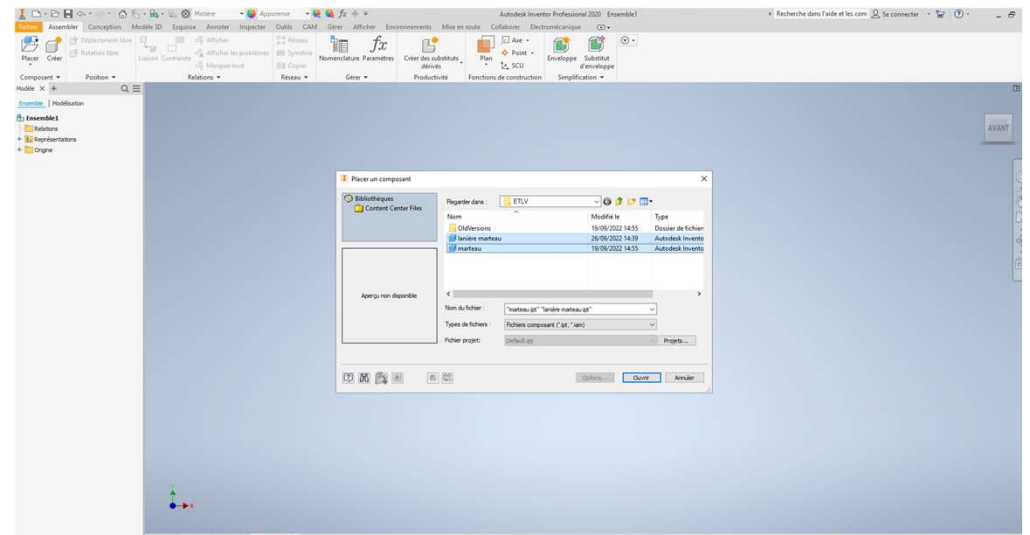 Matière Apparence Autodesk Inventor Professional 2020 Ensemble1 Recherche dans l'aide et les com Se connecter
Fichier Assembler Conception Modèle 3D Esquisse Annoter Inspecter Outils CAM Gérer Afficher Environnements Mise en route Collaborer Electromécanique
Placer Créer
Déplacement libre
Rotation libre
Liaison Contrainte
Afficher
Afficher les problèmes
Masquer tout
Réseau
Symétrie
Copier
Nomenclature Paramètres
Créer des substituts dérivés
Plan
Axe
Point
SCU
Enveloppe Substitut d'enveloppe
Composant Position Relations Réseau Gérer Productivité Fonctions de construction Simplification
Modèle
Ensemble | Modélisation
Ensemble1
Relations
Représentations
Origine
AVANT
Placer un composant
Bibliothèques
Content Center Files
Regarder dans : ETLV
Nom Modifié le Type
OldVersions 19/09/2022 14:55 Dossier de fichiers
lanière marteau 26/09/2022 14:39 Autodesk Invento
marteau 19/09/2022 14:55 Autodesk Invento
Aperçu non disponible
Nom du fichier : "marteau.ipt" "lanière marteau.ipt"
Types de fichiers : Fichiers composant (*.ipt; *.iam)
Fichier projet: Default.ipj Projets...
Options... Ouvrir Annuler
Y
X